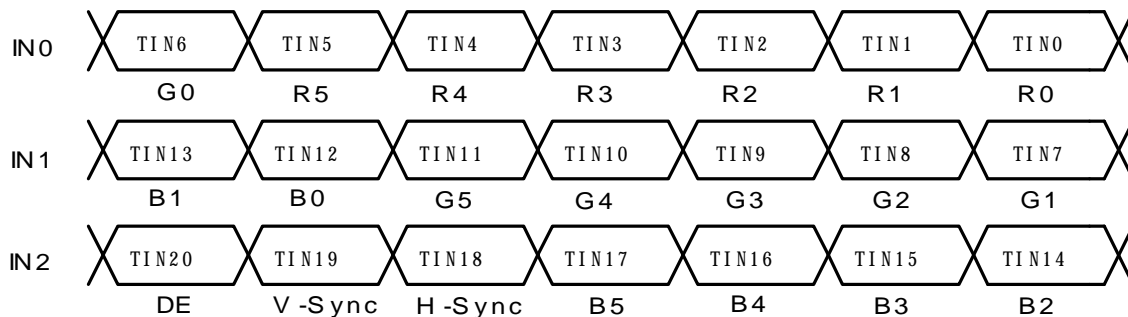 IN0 TIN6 TIN5 TIN4 TIN3 TIN2 TIN1 TIN0
G0 R5 R4 R3 R2 R1 R0
IN1 TIN13 TIN12 TIN11 TIN10 TIN9 TIN8 TIN7
B1 B0 G5 G4 G3 G2 G1
IN2 TIN20 TIN19 TIN18 TIN17 TIN16 TIN15 TIN14
DE V-Sync H-Sync B5 B4 B3 B2